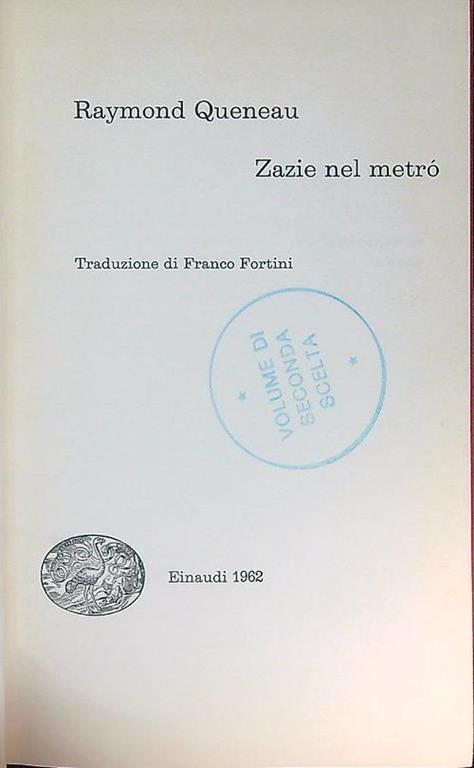 Raymond Queneau
Zazie nel metró
Traduzione di Franco Fortini
VOLUME DI
SECONDA
SCELTA
Einaudi 1962